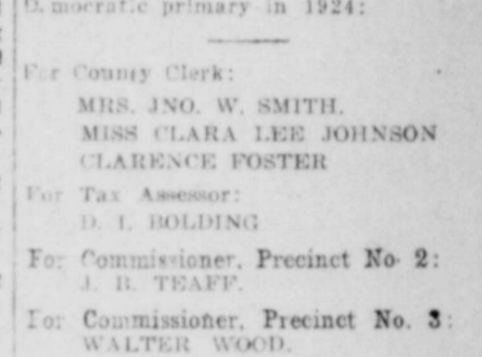 Democratic primary in 1924:
For County Clerk:
MRS. JNO. W. SMITH.
MISS CLARA LEE JOHNSON
CLARENCE FOSTER
For Tax Assessor:
D. I. BOLDING
For Commissioner, Precinct No. 2:
J. B. TEAFF.
For Commissioner, Precinct No. 3:
WALTER WOOD.